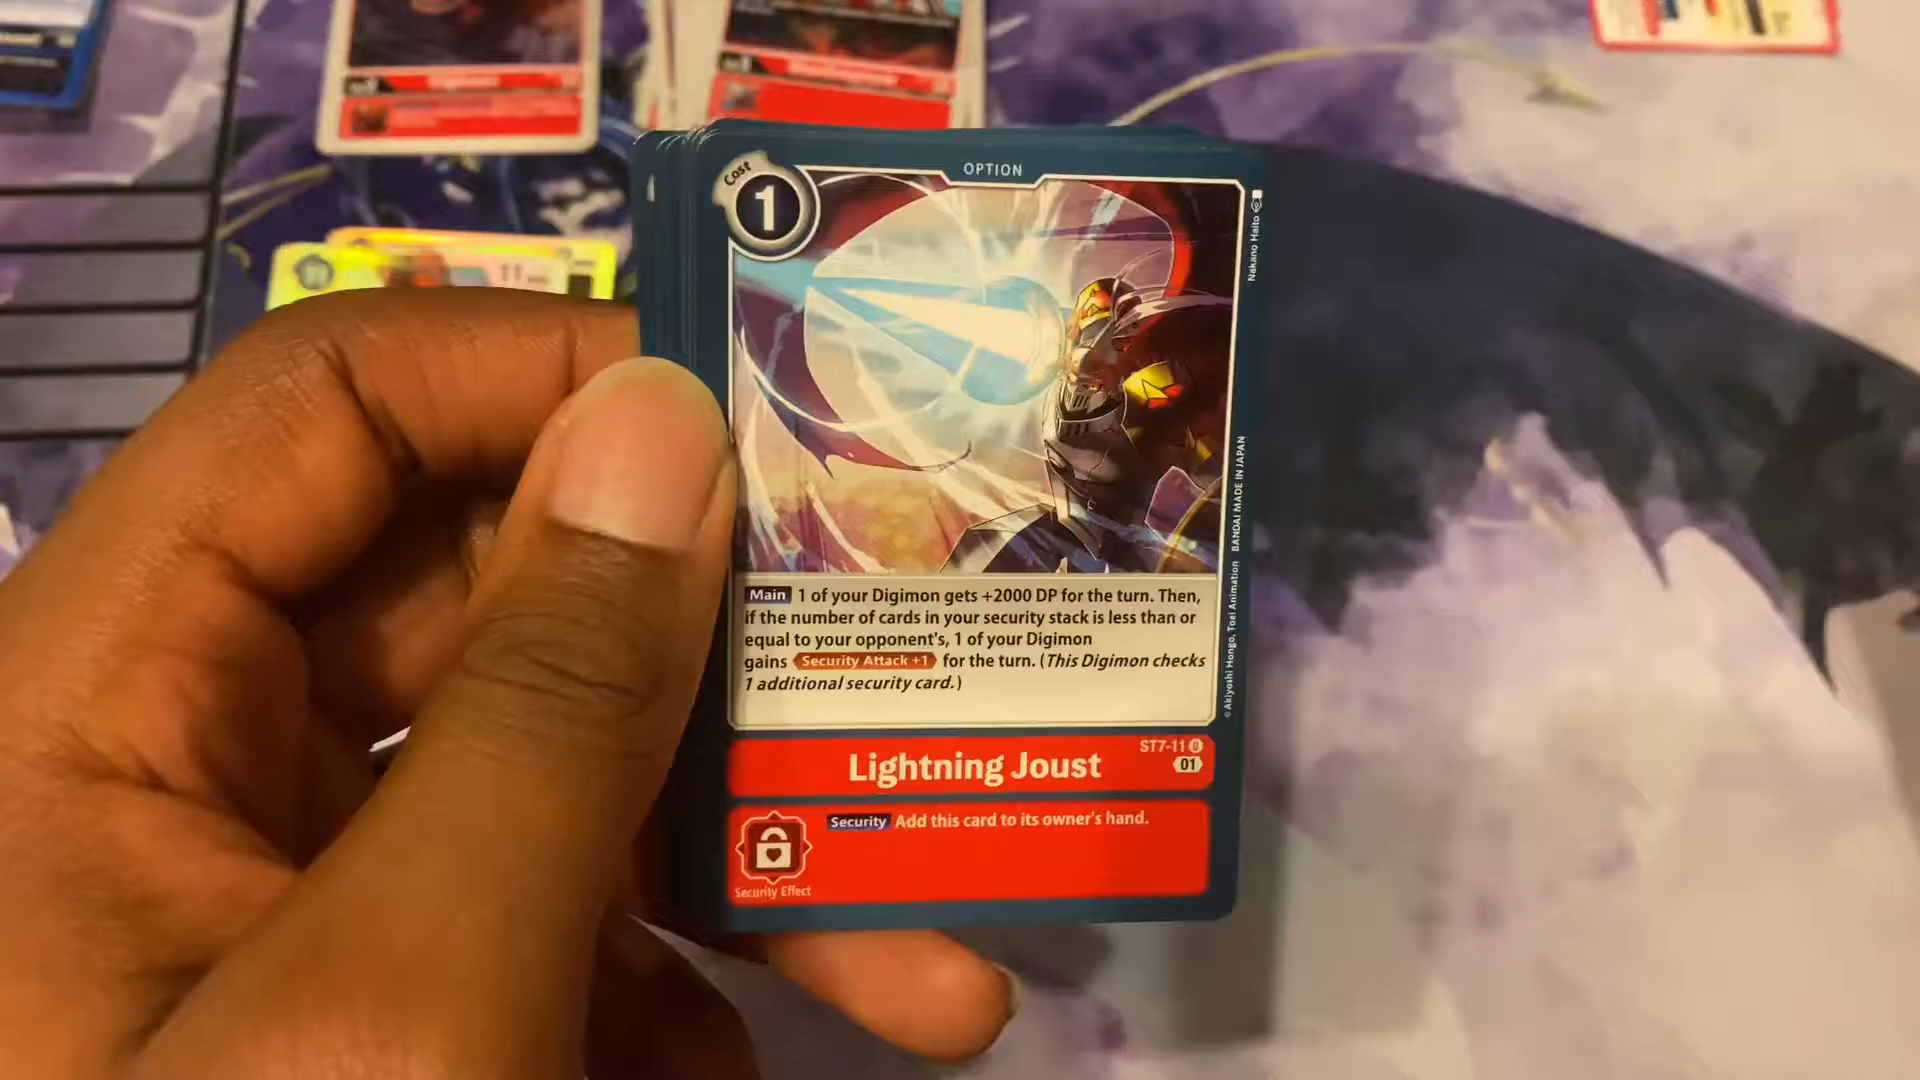 OPTION
Cost
1
Nakano Haito
11
Main 1 of your Digimon gets +2000 DP for the turn. Then,
if the number of cards in your security stack is less than or
equal to your opponent's, 1 of your Digimon
gains Security Attack +1 for the turn. (This Digimon checks
1 additional security card.)
© Akiyoshi Hongo, Toei Animation BANDAI MADE IN JAPAN
ST7-11 U
Lightning Joust
01
Security Add this card to its owner's hand.
Security Effect